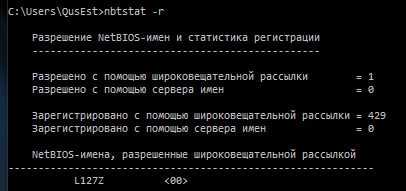 C:\Users\QusEst>nbtstat -r
Разрешение NetBIOS-имен и статистика регистрации
----------------------------------------------------
Разрешено с помощью широковещательной рассылки = 1
Разрешено с помощью сервера имен = 0
Зарегистрировано с помощью широковещательной рассылки = 429
Зарегистрировано с помощью сервера имен = 0
NetBIOS-имена, разрешенные широковещательной рассылкой
---------------------------------------------
L127Z <00>